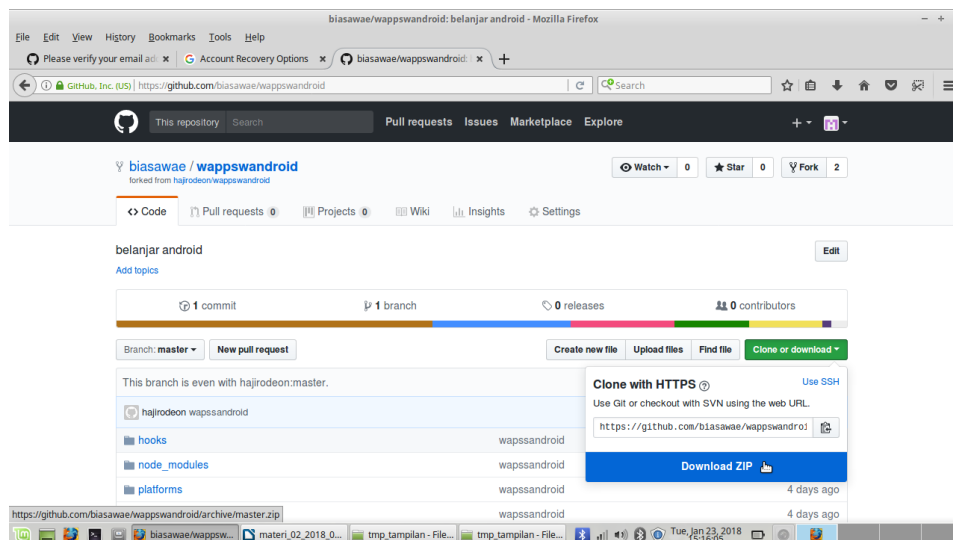 biasawae/wappswandroid: belanjar android - Mozilla Firefox
File Edit View History Bookmarks Tools Help
Please verify your email ad Account Recovery Options biasawae/wappswandroid:
GitHub, Inc. (US) https://github.com/biasawae/wappswandroid Search
This repository Search Pull requests Issues Marketplace Explore
biasawae / wappswandroid Watch 0 Star 0 Fork 2
forked from hajirodeon/wappswandroid
Code Pull requests 0 Projects 0 Wiki Insights Settings
belanjar android Edit
Add topics
1 commit 1 branch 0 releases 0 contributors
Branch: master New pull request Create new file Upload files Find file Clone or download
This branch is even with hajirodeon:master. Clone with HTTPS Use SSH
Use Git or checkout with SVN using the web URL.
hajirodeon wapssandroid
https://github.com/biasawae/wappswandroi
hooks wapssandroid
node_modules wapssandroid
Download ZIP
platforms wapssandroid 4 days ago
https://github.com/biasawae/wappswandroid/archive/master.zip wapssandroid 4 days ago
biasawae/wappsw... materi_02_2018_0... tmp_tampilan - File... tmp_tampilan - File... Tue, Jan 23, 2018
15:16:05